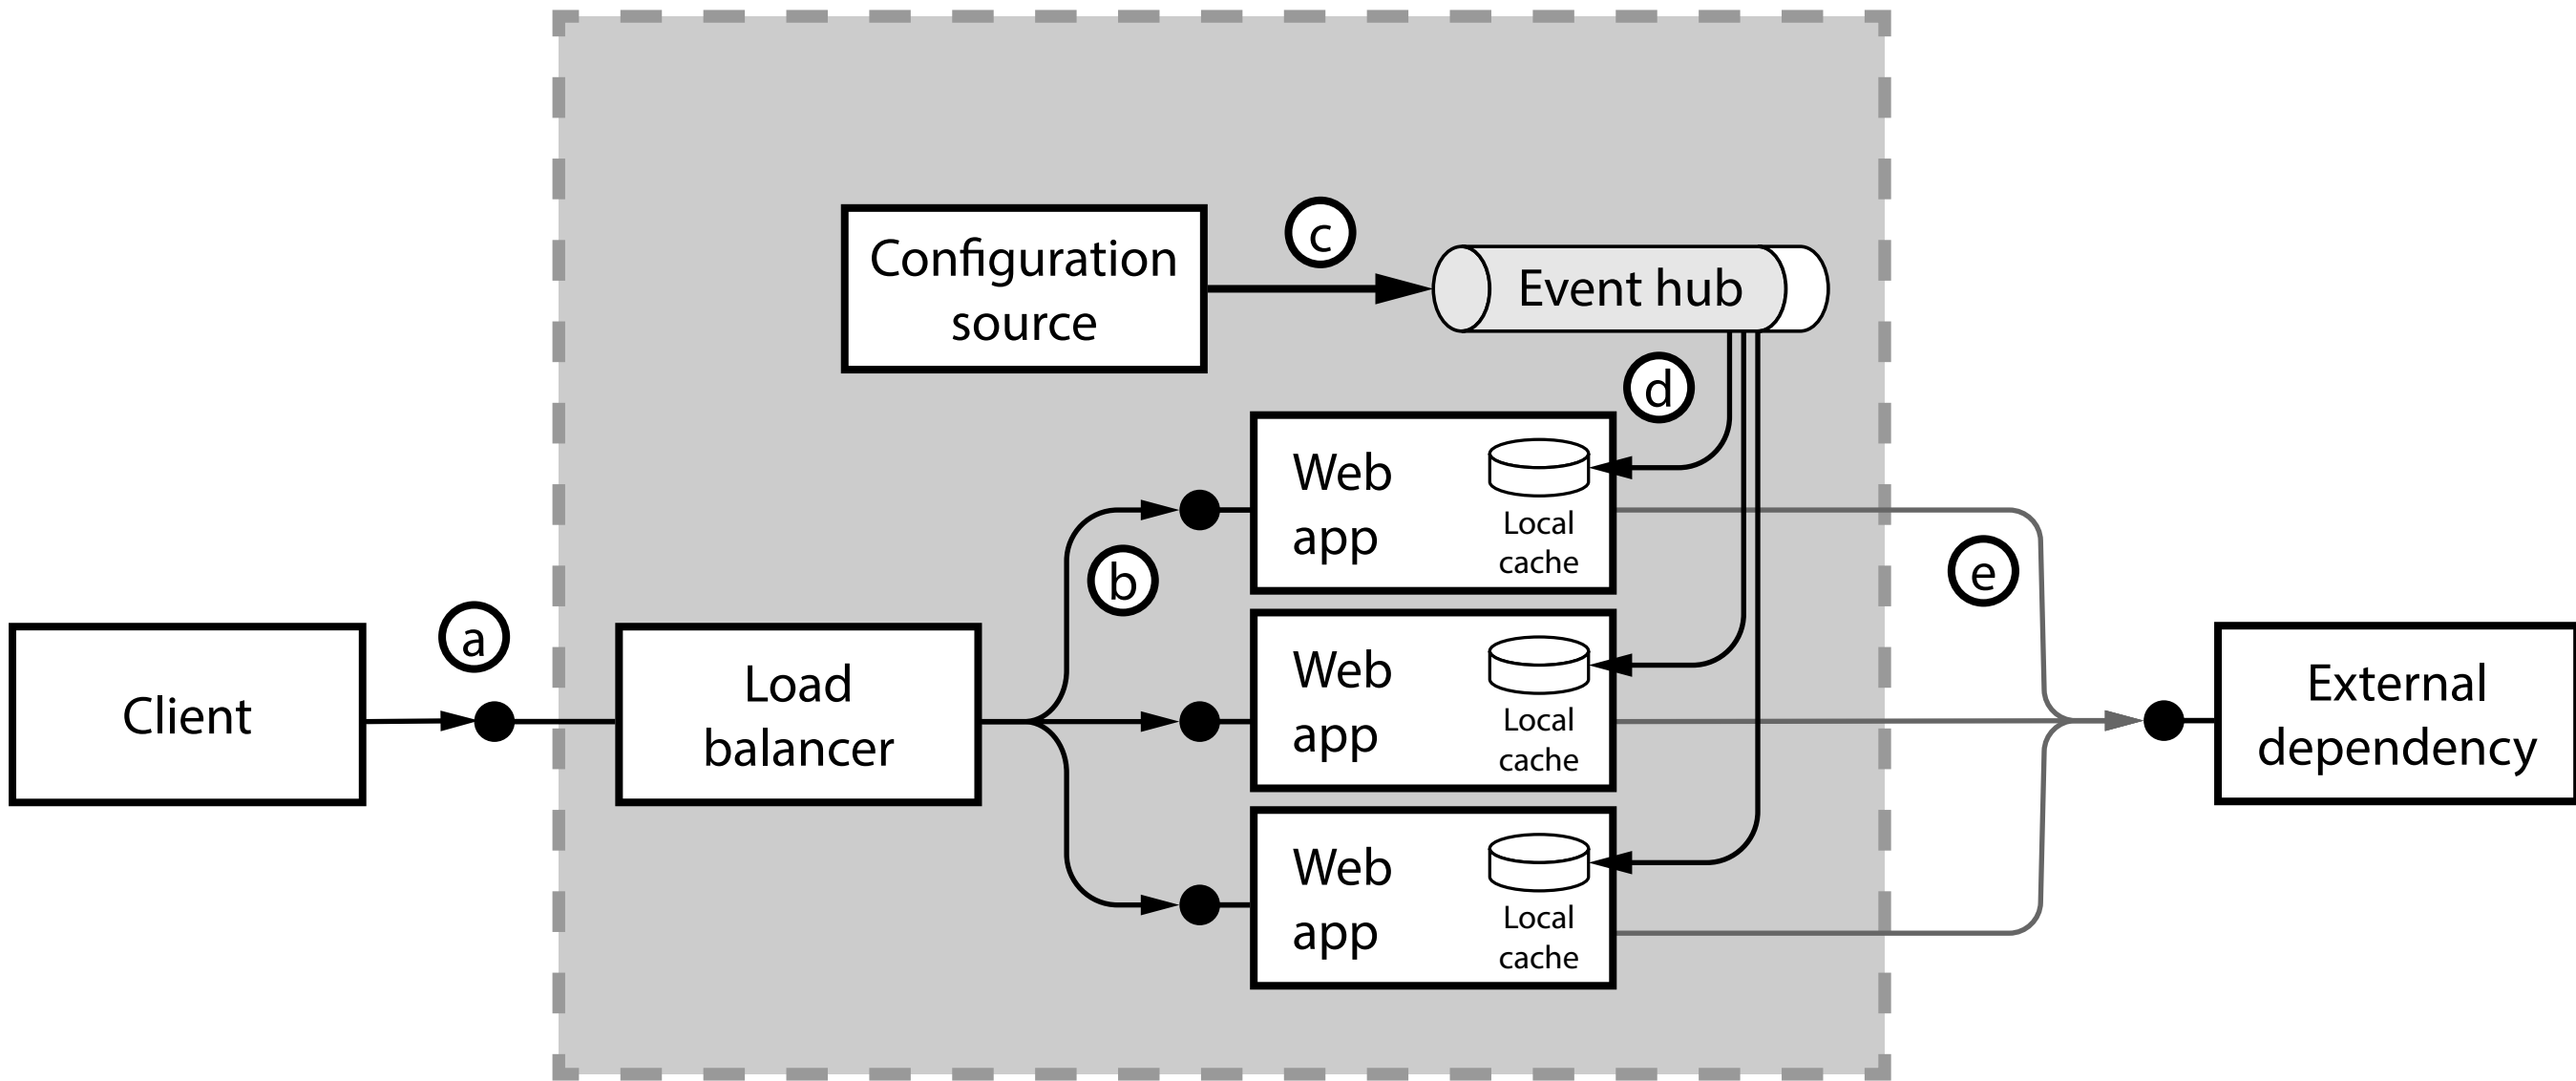 Configuration
source
c
Event hub
d
Web
app
Local
cache
b
e
a
Client
Load
balancer
Web
app
Local
cache
External
dependency
Web
app
Local
cache